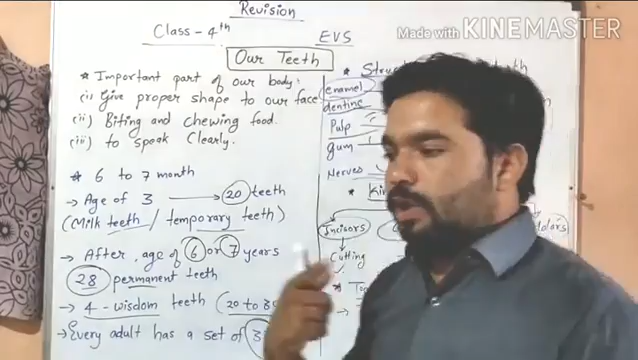 Revision
Made with KINEMASTER
Class - 4th EVS
Our Teeth
* Important part of our body:
(i) Give proper shape to our face.
(ii) Biting and chewing food.
(iii) to speak Clearly.
* 6 to 7 month
Age of 3 → 20 teeth
(Milk teeth / temporary teeth)
→ After, age of 6 or 7 years
28 permanent teeth
→ 4 - wisdom teeth (20 to
→ Every adult has a set of
*
enamel
dentine
Pulp
gum
Nerves
*
Incisors
Cutting
*
→